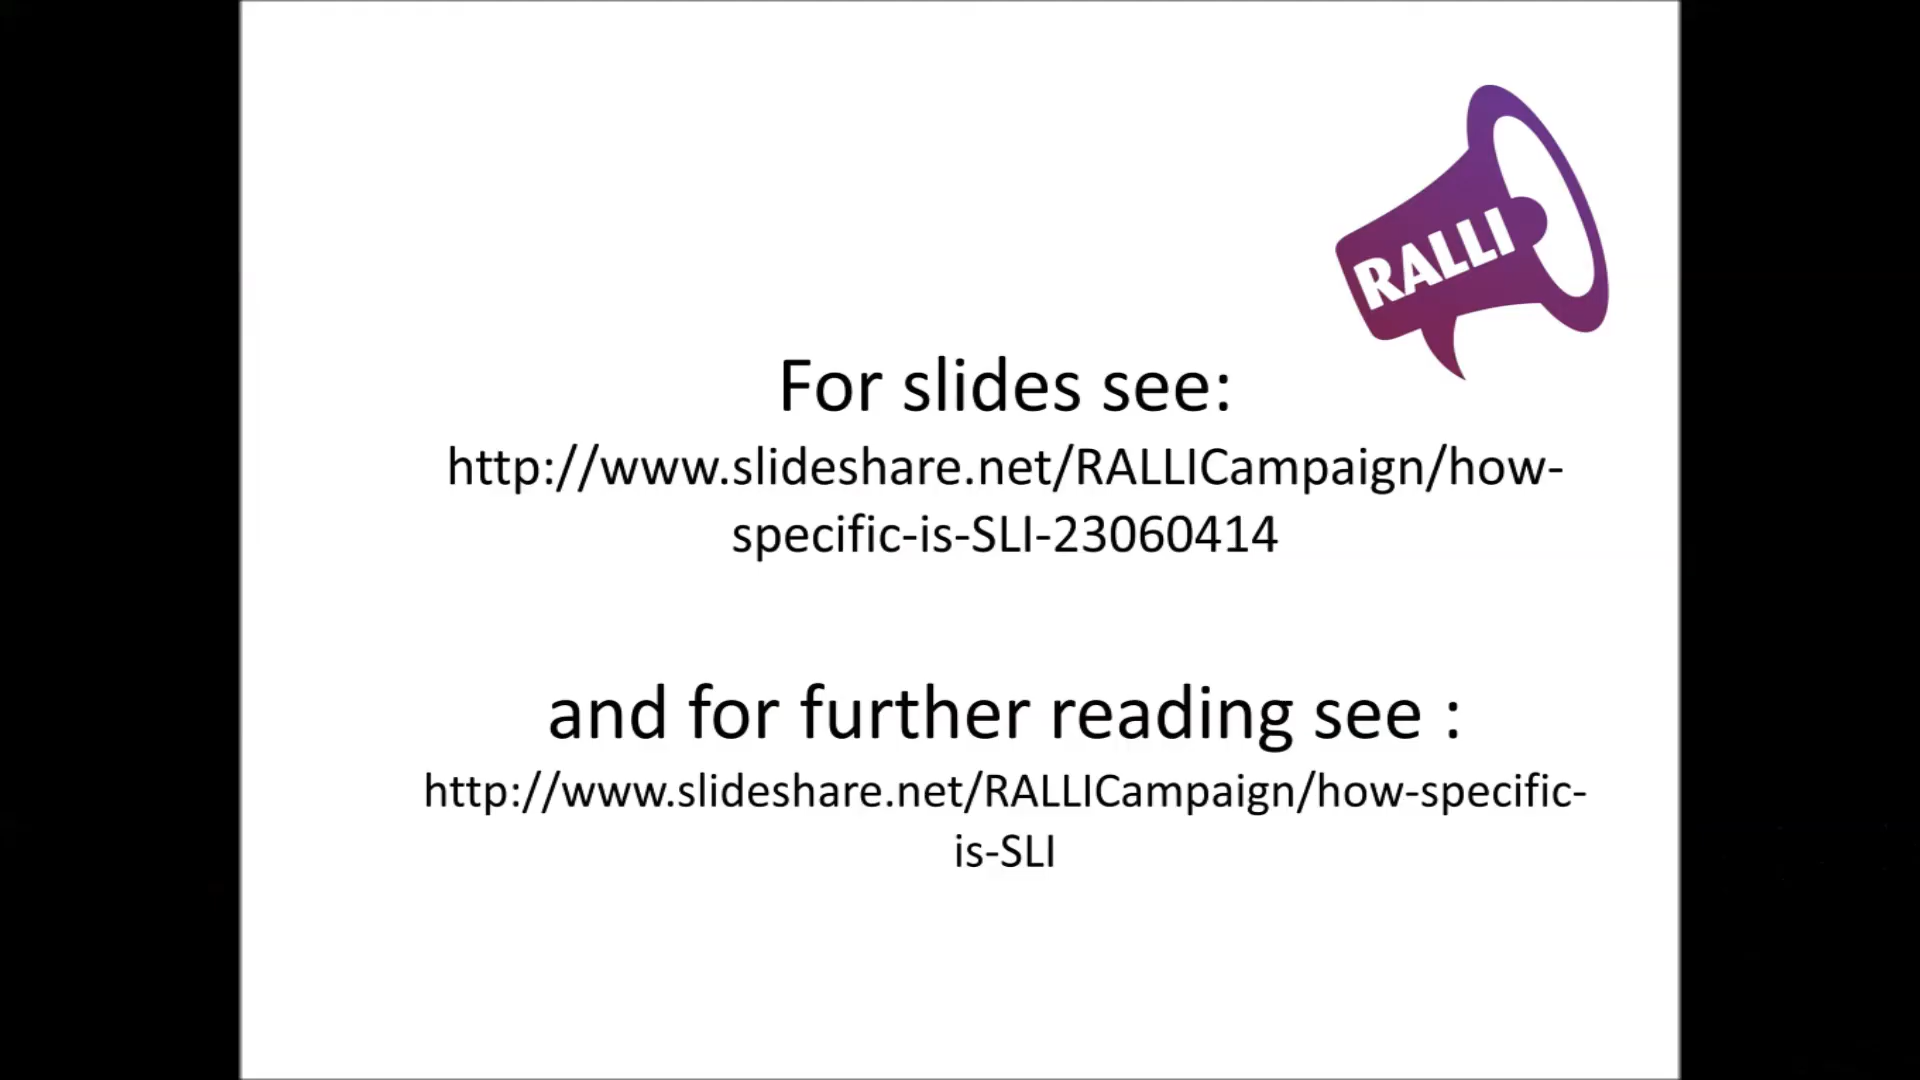 RALLI
For slides see:
http://www.slideshare.net/RALLICampaign/how-
specific-is-SLI-23060414
and for further reading see :
http://www.slideshare.net/RALLICampaign/how-specific-
is-SLI